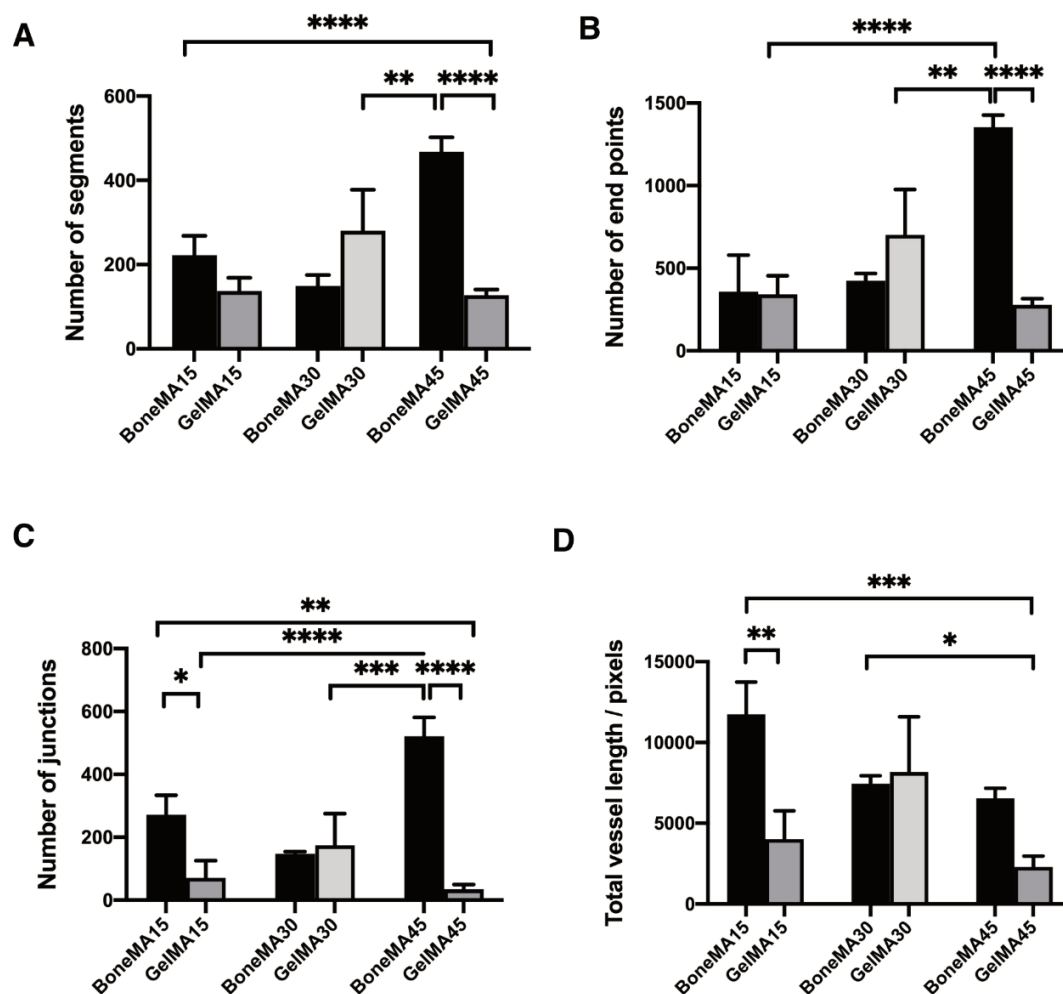 A
****
**
****
600
400
200
0
Number of segments
BoneMA15
GelMA15
BoneMA30
GelMA30
BoneMA45
GelMA45
B
****
**
****
1500
1000
500
0
Number of end points
BoneMA15
GelMA15
BoneMA30
GelMA30
BoneMA45
GelMA45
C
**
****
*
***
****
800
600
400
200
0
Number of junctions
BoneMA15
GelMA15
BoneMA30
GelMA30
BoneMA45
GelMA45
D
***
**
*
15000
10000
5000
0
Total vessel length / pixels
BoneMA15
GelMA15
BoneMA30
GelMA30
BoneMA45
GelMA45